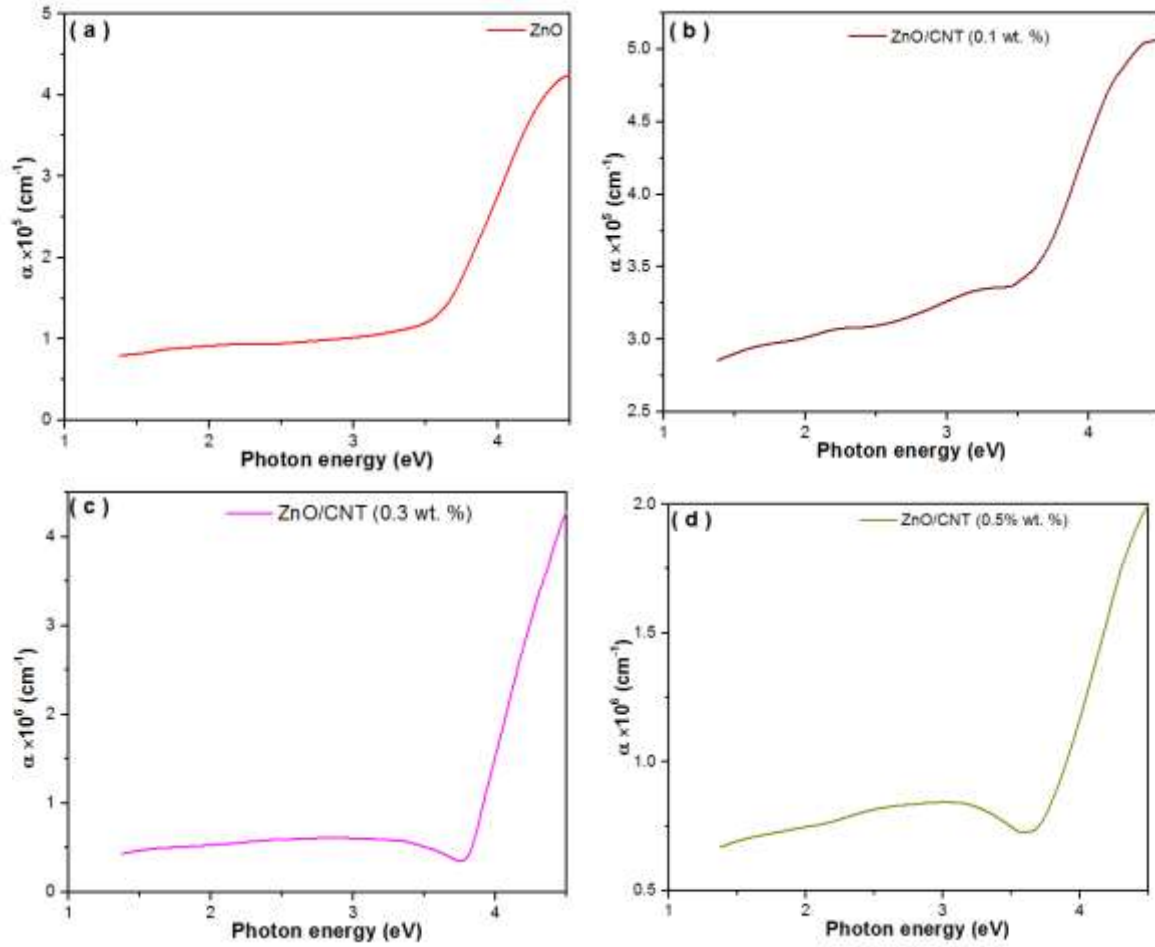 ( a )
ZnO
5
4
3
2
1
0
α ×10⁵ (cm⁻¹)
1 2 3 4
Photon energy (eV)
( b )
ZnO/CNT (0.1 wt. %)
5.0
4.5
4.0
3.5
3.0
2.5
α ×10⁵ (cm⁻¹)
1 2 3 4
Photon energy (eV)
( c )
ZnO/CNT (0.3 wt. %)
4
3
2
1
0
α ×10⁶ (cm⁻¹)
1 2 3 4
Photon energy (eV)
( d )
ZnO/CNT (0.5% wt. %)
2.0
1.5
1.0
0.5
α ×10⁶ (cm⁻¹)
1 2 3 4
Photon energy (eV)